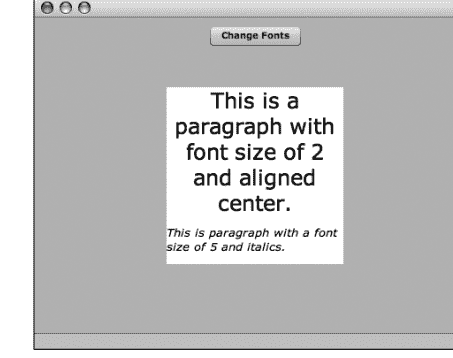 Change Fonts
This is a
paragraph with
font size of 2
and aligned
center.
This is paragraph with a font
size of 5 and italics.